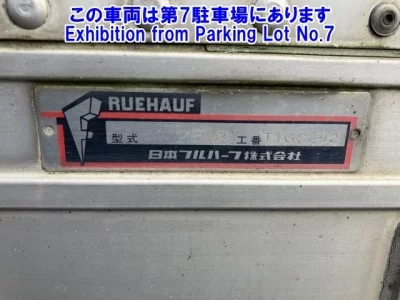 この車両は第7駐車場にあります
Exhibition from Parking Lot No.7
RUEHAUF
型式 工番
日本フルハーフ株式会社